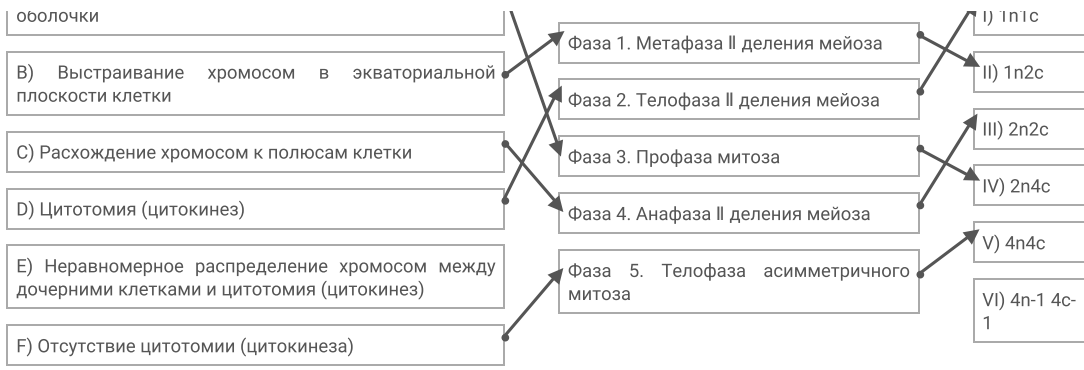 оболочки
B) Выстраивание хромосом в экваториальной
плоскости клетки
C) Расхождение хромосом к полюсам клетки
D) Цитотомия (цитокинез)
E) Неравномерное распределение хромосом между
дочерними клетками и цитотомия (цитокинез)
F) Отсутствие цитотомии (цитокинеза)
Фаза 1. Метафаза II деления мейоза
Фаза 2. Телофаза II деления мейоза
Фаза 3. Профаза митоза
Фаза 4. Анафаза II деления мейоза
Фаза 5. Телофаза асимметричного
митоза
I) 1n1c
II) 1n2c
III) 2n2c
IV) 2n4c
V) 4n4c
VI) 4n-1 4c-
1